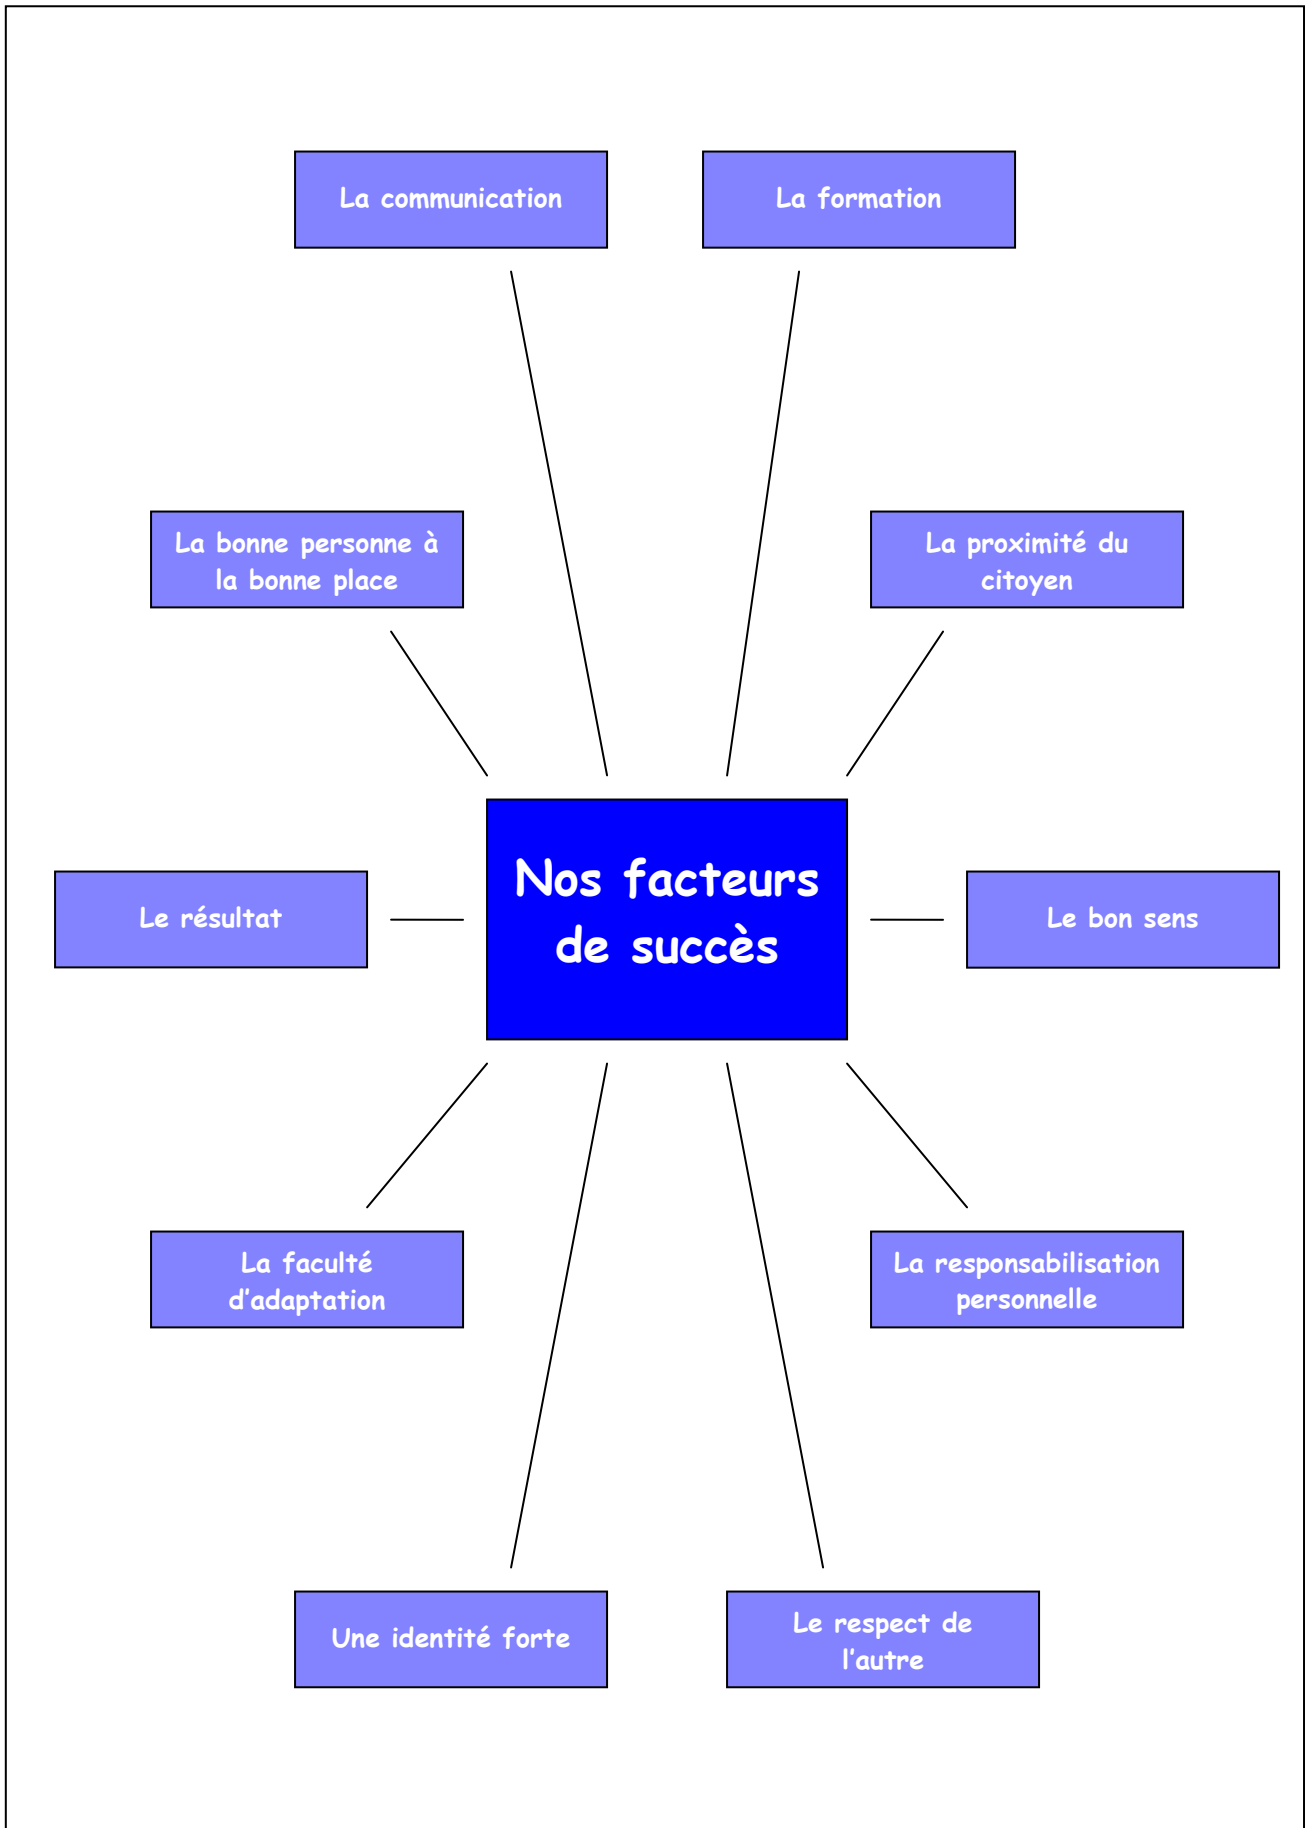 La communication
La formation
La bonne personne à
la bonne place
La proximité du
citoyen
Nos facteurs
de succès
Le résultat
Le bon sens
La faculté
d'adaptation
La responsabilisation
personnelle
Une identité forte
Le respect de
l'autre